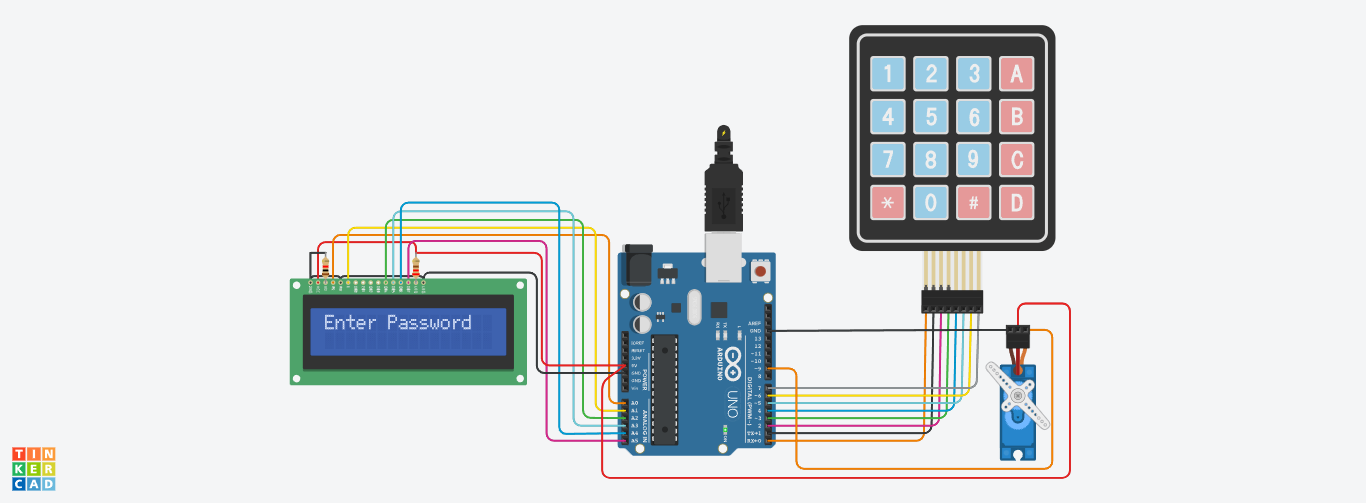 1 2 3 A
4 5 6 B
7 8 9 C
* 0 # D
Enter Password
AREF
GND
13
12
~11
~10
~9
8
7
~6
~5
4
~3
2
TX→1
RX←0
DIGITAL (PWM~)
IOREF
RESET
3.3V
5V
GND
GND
Vin
POWER
A0
A1
A2
A3
A4
A5
ANALOG IN
TX
RX
L
ON
ARDUINO
UNO
TIN
KER
CAD